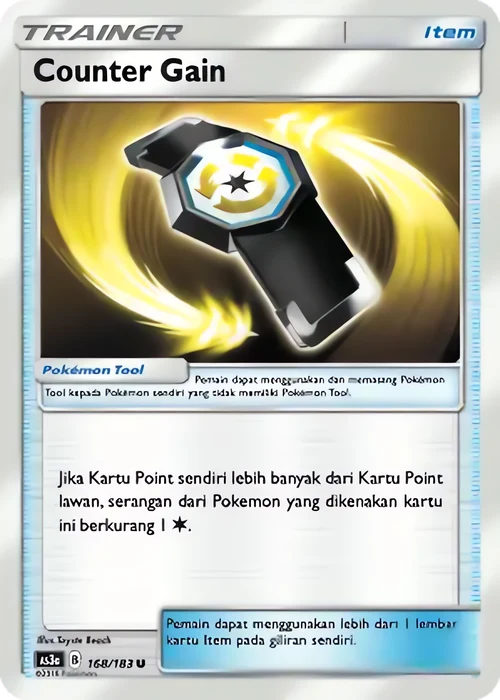 TRAINER
Item
Counter Gain
Pokémon Tool
Pemain dapat menggunakan dan memasang Pokémon
Tool kepada Pokémon sendiri yang tidak memiliki Pokémon Tool.
Jika Kartu Point sendiri lebih banyak dari Kartu Point
lawan, serangan dari Pokemon yang dikenakan kartu
ini berkurang 1
Pemain dapat menggunakan lebih dari 1 lembar
kartu Item pada giliran sendiri.
Illus. Toyste Beach
AS3a B 168/183 U